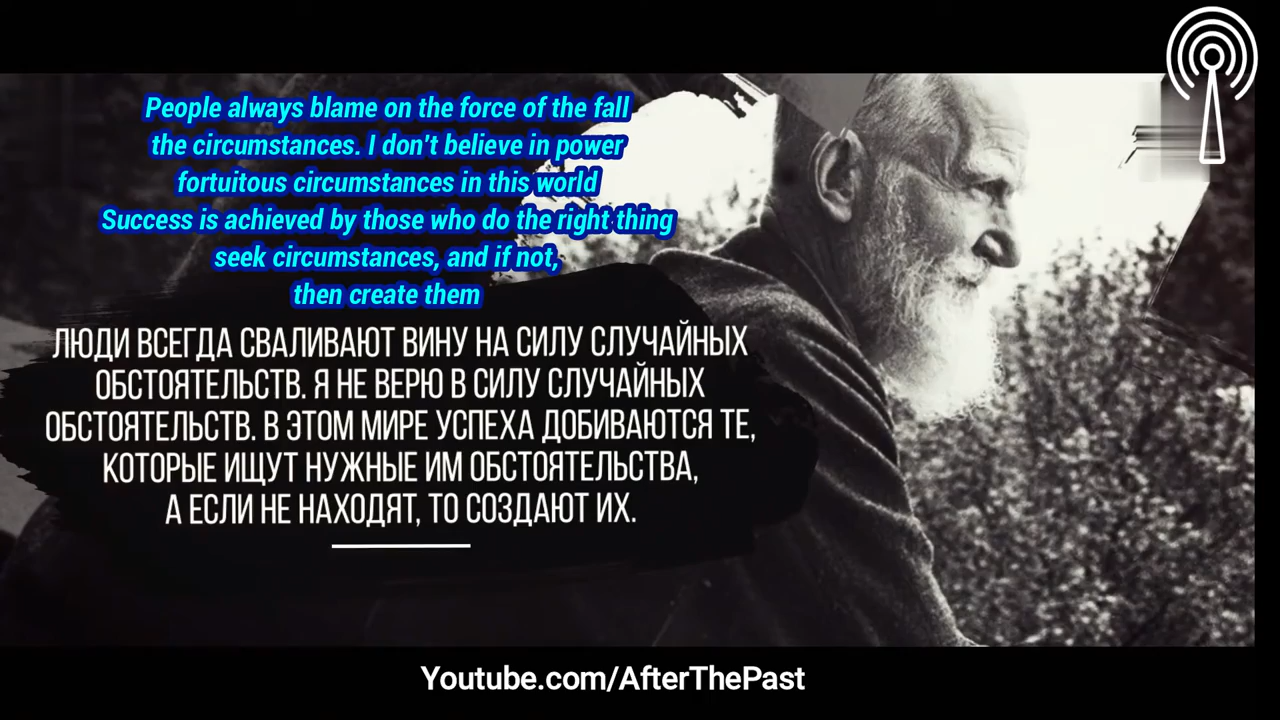 People always blame on the force of the fall
the circumstances. I don't believe in power
fortuitous circumstances in this world
Success is achieved by those who do the right thing
seek circumstances, and if not,
then create them
ЛЮДИ ВСЕГДА СВАЛИВАЮТ ВИНУ НА СИЛУ СЛУЧАЙНЫХ
ОБСТОЯТЕЛЬСТВ. Я НЕ ВЕРЮ В СИЛУ СЛУЧАЙНЫХ
ОБСТОЯТЕЛЬСТВ. В ЭТОМ МИРЕ УСПЕХА ДОБИВАЮТСЯ ТЕ,
КОТОРЫЕ ИЩУТ НУЖНЫЕ ИМ ОБСТОЯТЕЛЬСТВА,
А ЕСЛИ НЕ НАХОДЯТ, ТО СОЗДАЮТ ИХ.
Youtube.com/AfterThePast